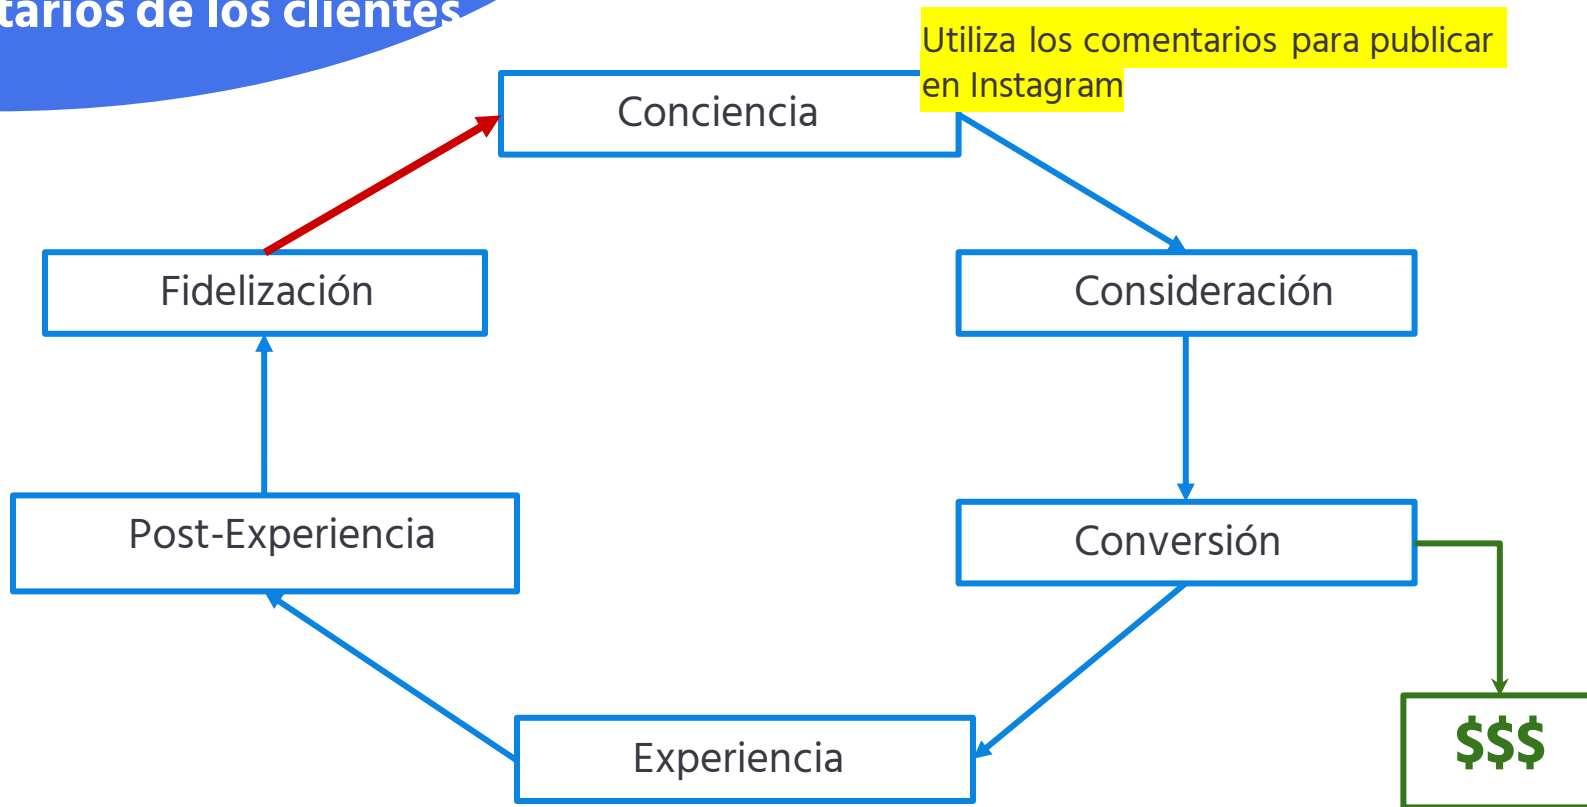 tarios de los clientes
Utiliza los comentarios para publicar
en Instagram
Conciencia
Fidelización
Consideración
Post-Experiencia
Conversión
Experiencia
$$$